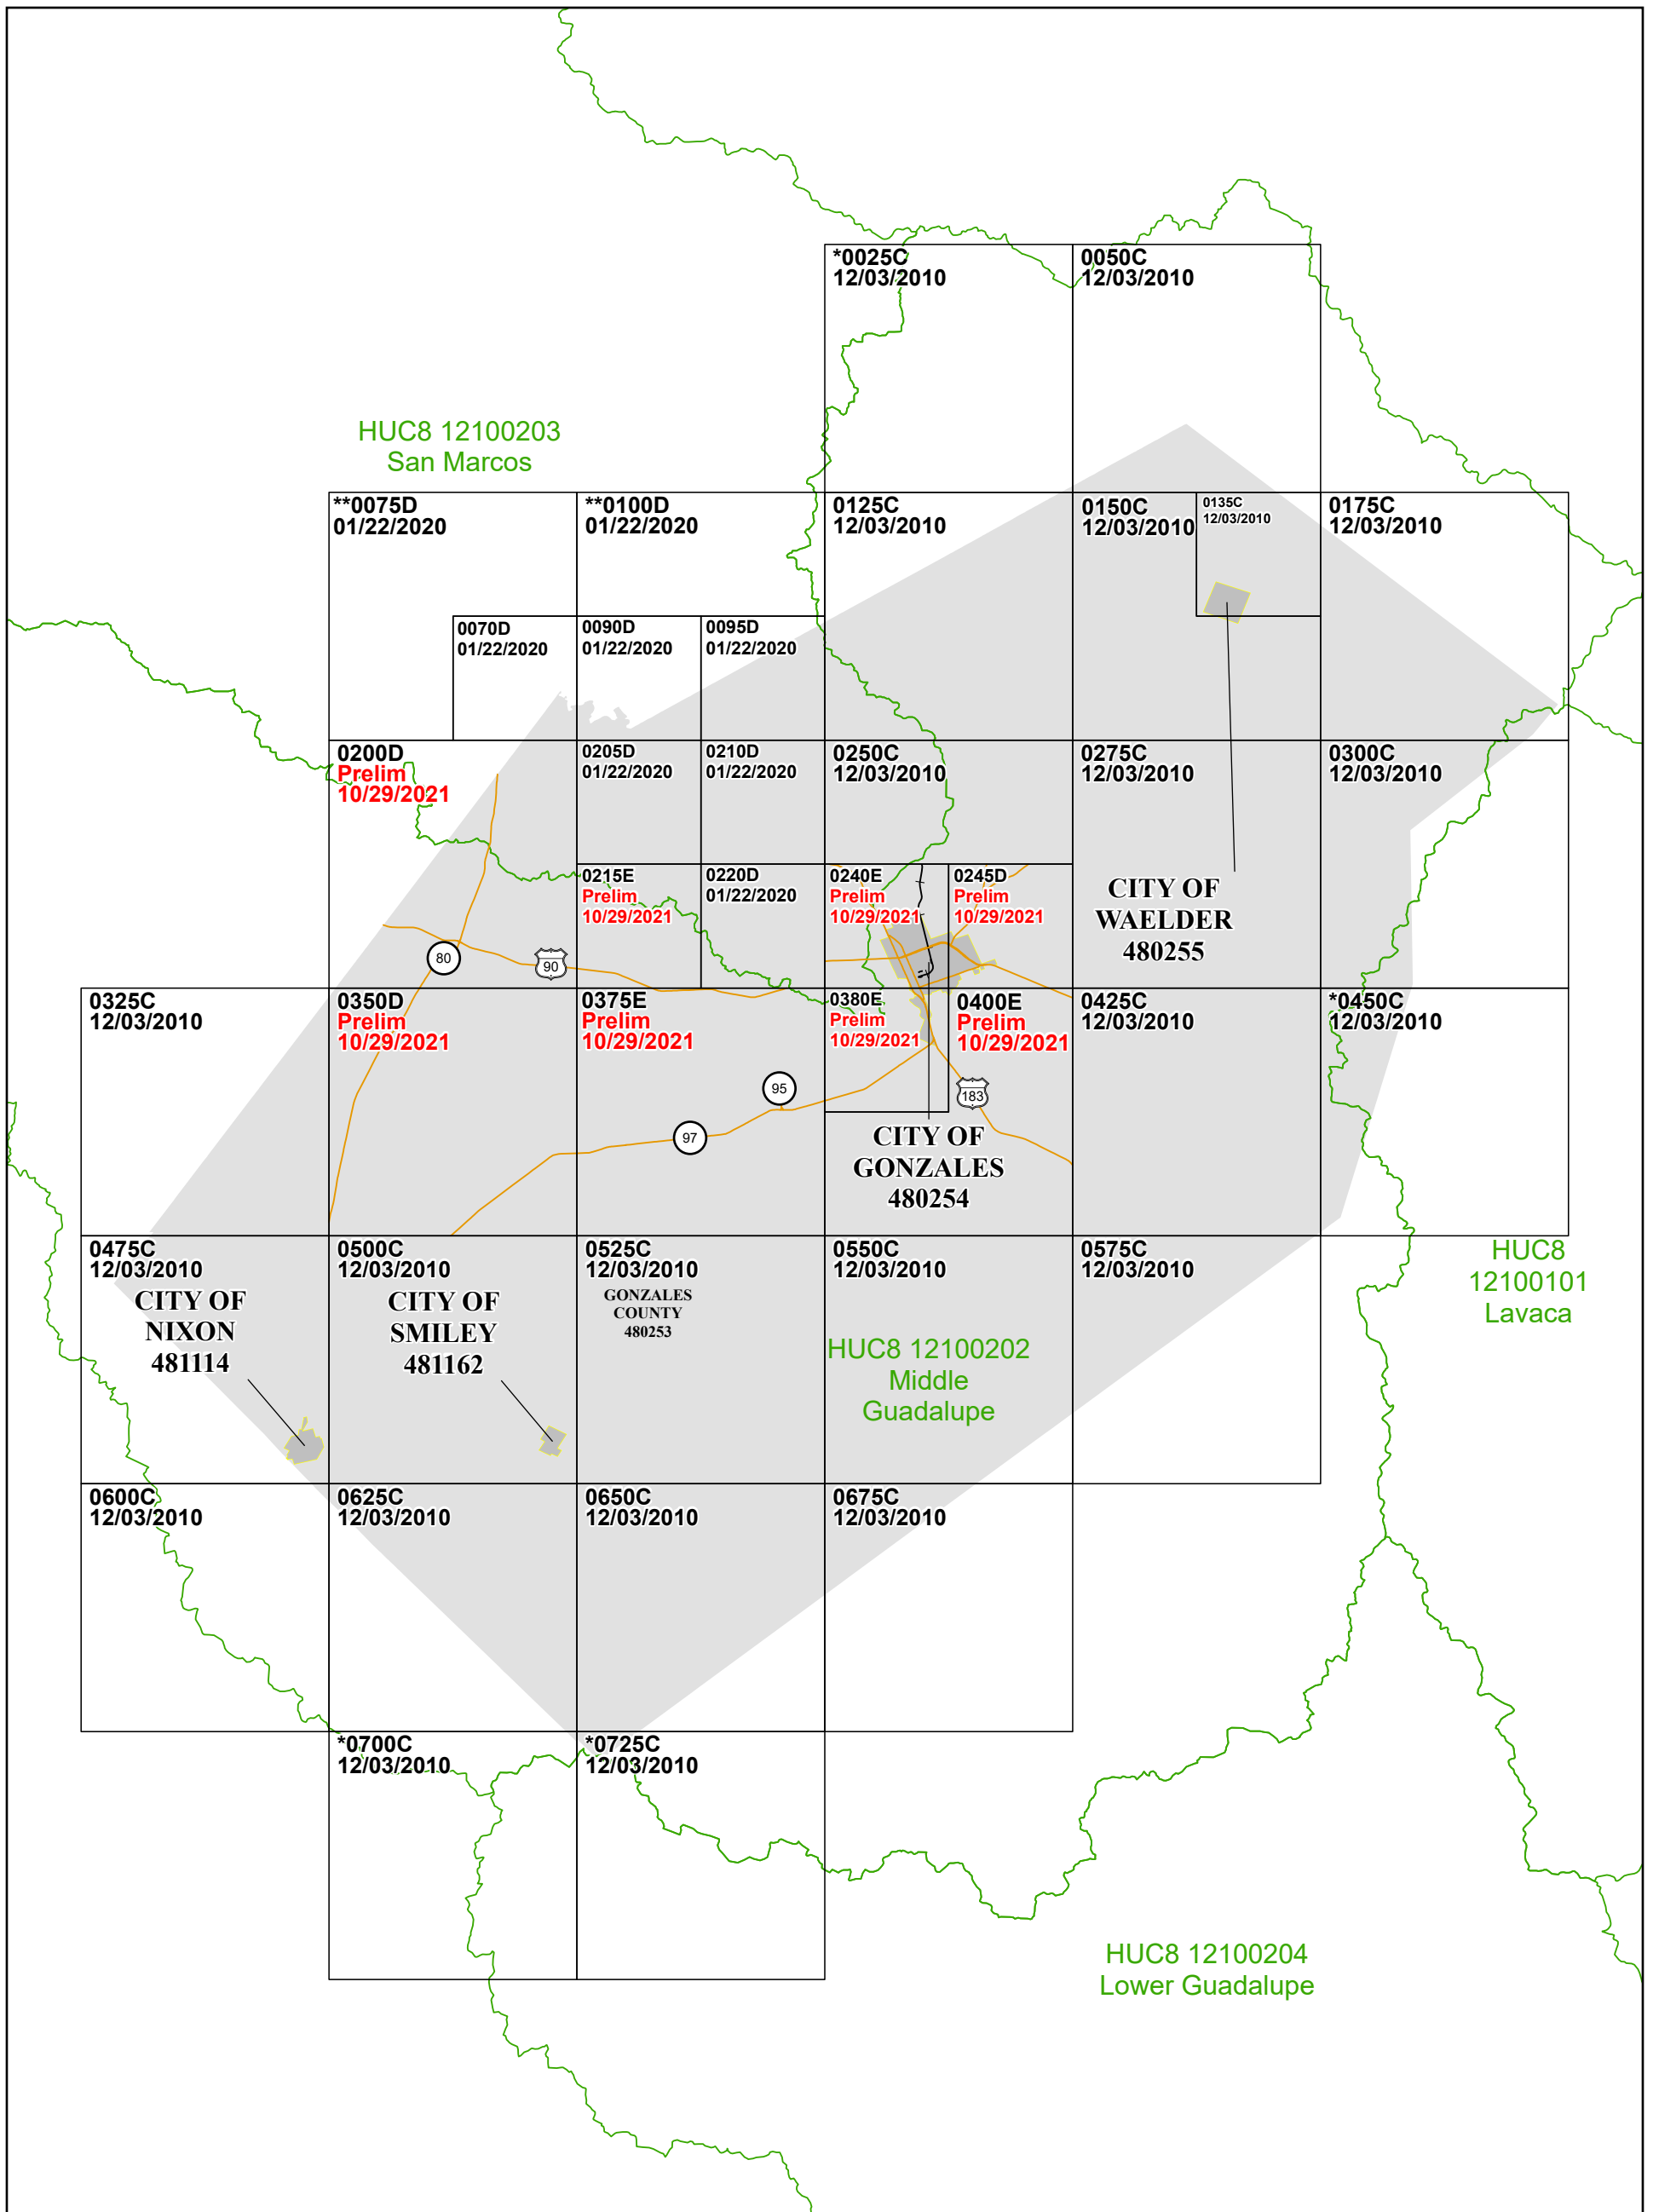 *0025C
12/03/2010
0050C
12/03/2010
HUC8 12100203
San Marcos
**0075D
01/22/2020
**0100D
01/22/2020
0125C
12/03/2010
0150C
12/03/2010
0135C
12/03/2010
0175C
12/03/2010
0070D
01/22/2020
0090D
01/22/2020
0095D
01/22/2020
0200D
Prelim
10/29/2021
0205D
01/22/2020
0210D
01/22/2020
0250C
12/03/2010
0275C
12/03/2010
0300C
12/03/2010
0215E
Prelim
10/29/2021
0220D
01/22/2020
0240E
Prelim
10/29/2021
0245D
Prelim
10/29/2021
CITY OF
WAELDER
480255
80
90
0325C
12/03/2010
0350D
Prelim
10/29/2021
0375E
Prelim
10/29/2021
0380E
Prelim
10/29/2021
0400E
Prelim
10/29/2021
0425C
12/03/2010
*0450C
12/03/2010
95
183
97
CITY OF
GONZALES
480254
0475C
12/03/2010
CITY OF
NIXON
481114
0500C
12/03/2010
CITY OF
SMILEY
481162
0525C
12/03/2010
GONZALES
COUNTY
480253
0550C
12/03/2010
0575C
12/03/2010
HUC8
12100101
Lavaca
HUC8 12100202
Middle
Guadalupe
0600C
12/03/2010
0625C
12/03/2010
0650C
12/03/2010
0675C
12/03/2010
*0700C
12/03/2010
*0725C
12/03/2010
HUC8 12100204
Lower Guadalupe